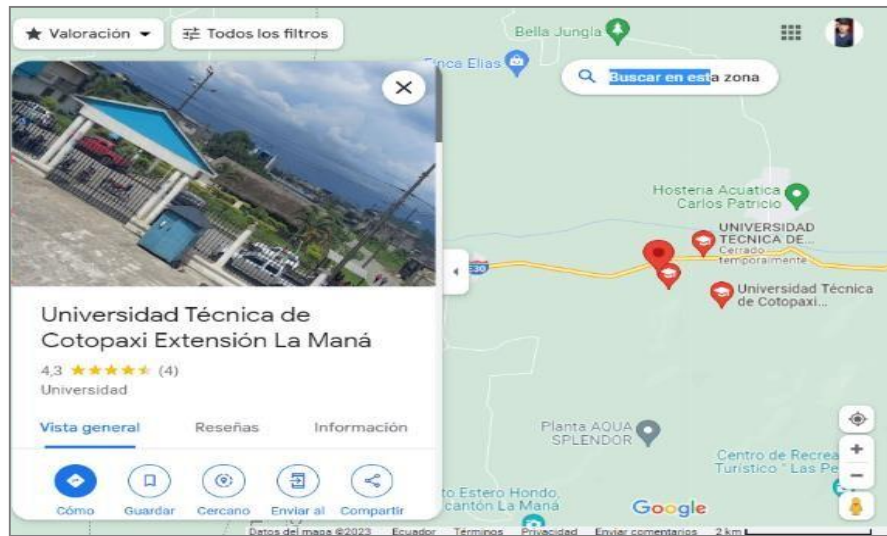 Valoración
Todos los filtros
Bella Jungla
Finca Elias
Buscar en esta zona
Hosteria Acuatica
Carlos Patricio
UNIVERSIDAD
TECNICA DE...
Cerrado
temporalmente
E30
Universidad Técnica
de Cotopaxi...
Universidad Técnica de
Cotopaxi Extensión La Maná
4,3 (4)
Universidad
Vista general Reseñas Información
Planta AQUA
SPLENDOR
Centro de Recrea
Turístico " Las Pe
Cómo Guardar Cercano Enviar al Compartir
to Estero Hondo,
cantón La Maná
Google
Datos del mapa ©2023 Ecuador Términos Privacidad Enviar comentarios 2 km